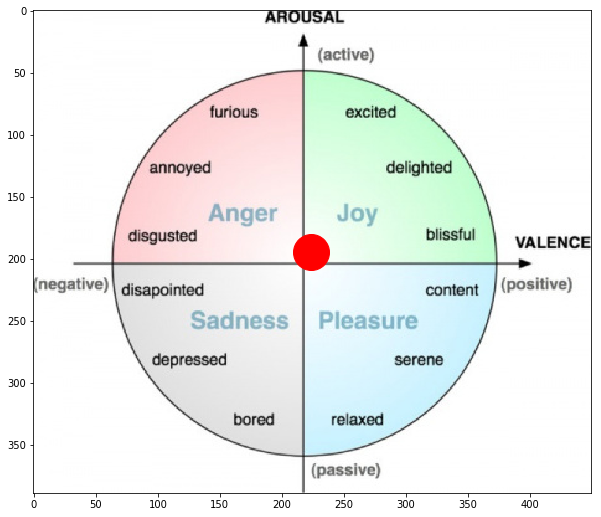 AROUSAL
(active)
furious
excited
annoyed
delighted
Anger
Joy
disgusted
blissful
VALENCE
(negative)
(positive)
disapointed
content
Sadness
Pleasure
depressed
serene
bored
relaxed
(passive)
0
50
100
150
200
250
300
350
0
50
100
150
200
250
300
350
400